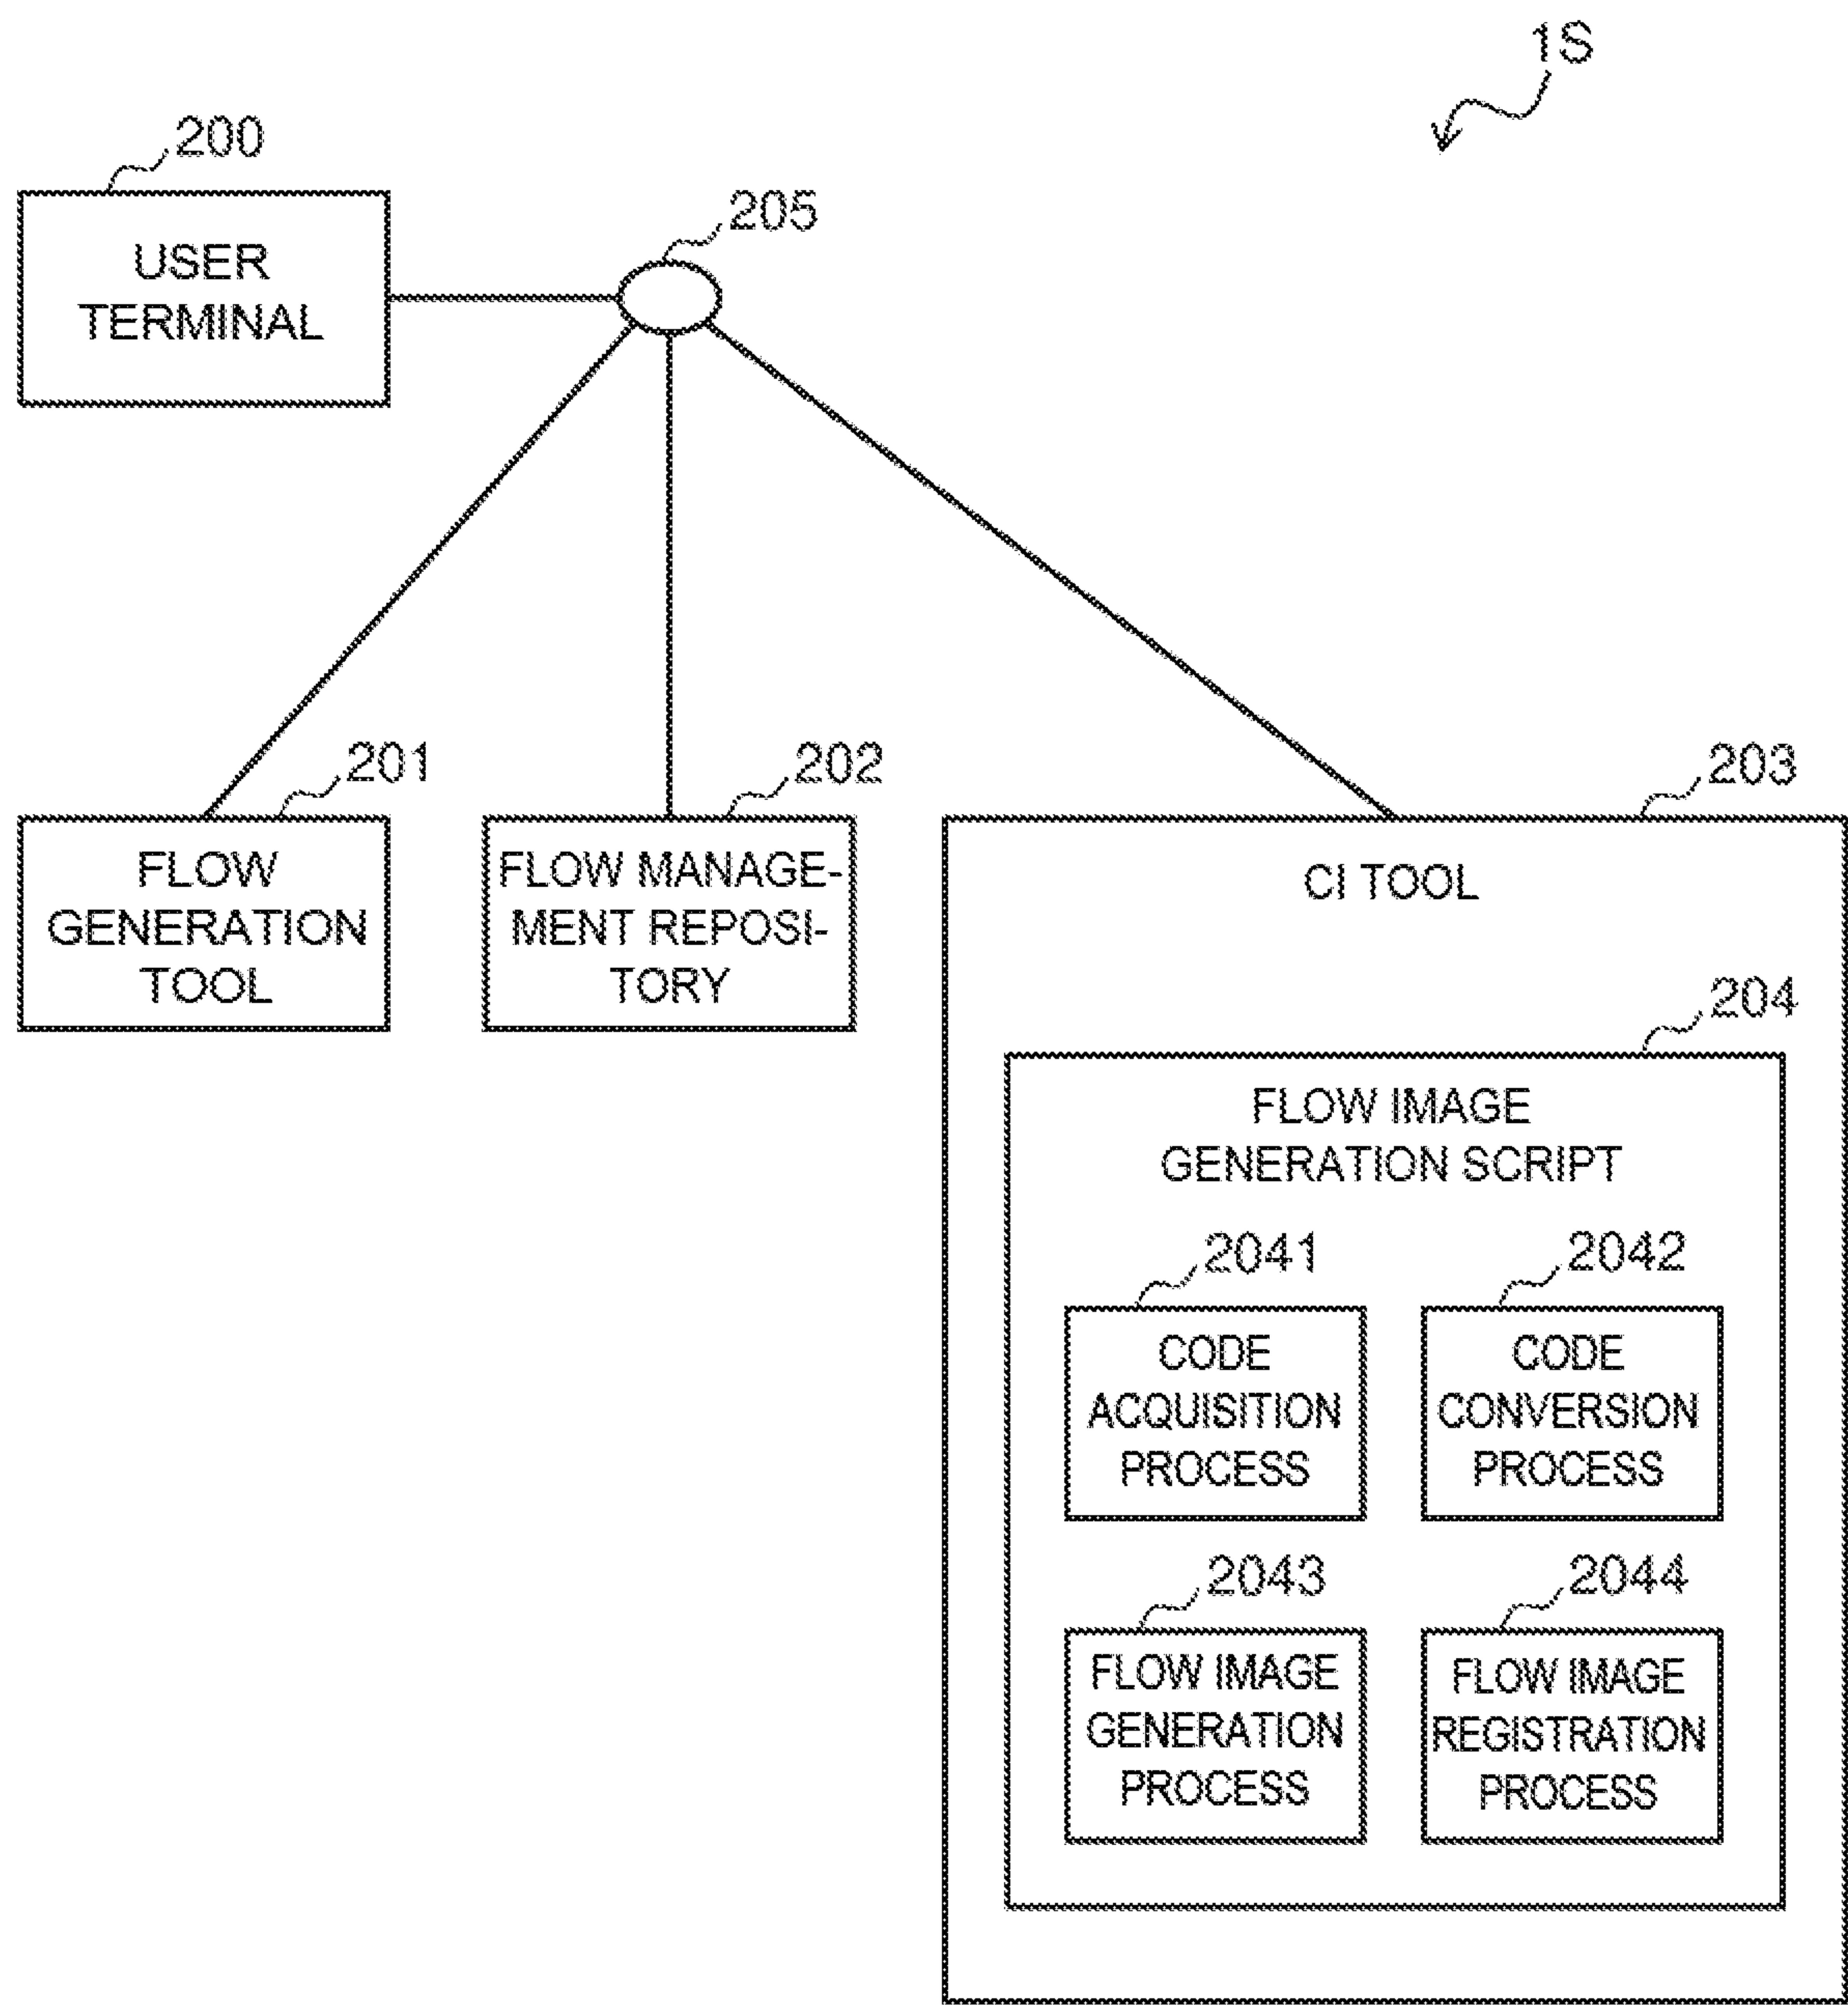 1S
200
USER
TERMINAL
205
201
FLOW
GENERATION
TOOL
202
FLOW MANAGE-
MENT REPOSI-
TORY
203
CI TOOL
204
FLOW IMAGE
GENERATION SCRIPT
2041
CODE
ACQUISITION
PROCESS
2042
CODE
CONVERSION
PROCESS
2043
FLOW IMAGE
GENERATION
PROCESS
2044
FLOW IMAGE
REGISTRATION
PROCESS